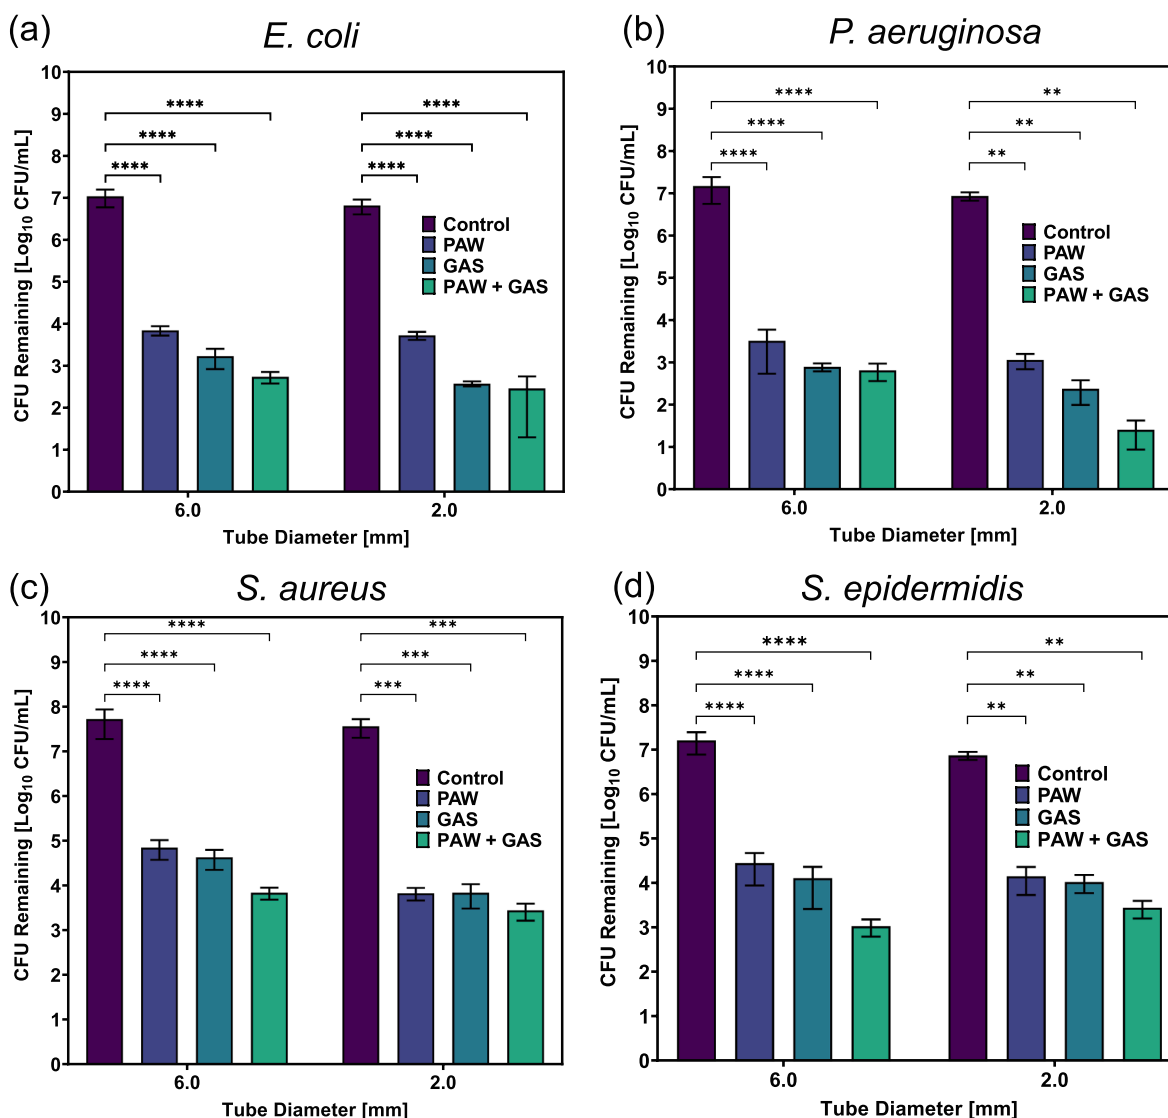 (a) E. coli
CFU Remaining [Log10 CFU/mL]
10
9
8
7
6
5
4
3
2
1
0
****
****
****
****
****
****
Control
PAW
GAS
PAW + GAS
6.0 2.0
Tube Diameter [mm]
(b) P. aeruginosa
CFU Remaining [Log10 CFU/mL]
10
9
8
7
6
5
4
3
2
1
0
**** **
**** **
**** **
Control
PAW
GAS
PAW + GAS
6.0 2.0
Tube Diameter [mm]
(c) S. aureus
CFU Remaining [Log10 CFU/mL]
10
9
8
7
6
5
4
3
2
1
0
**** ***
**** ***
**** ***
Control
PAW
GAS
PAW + GAS
6.0 2.0
Tube Diameter [mm]
(d) S. epidermidis
CFU Remaining [Log10 CFU/mL]
10
9
8
7
6
5
4
3
2
1
0
**** **
**** **
**** **
Control
PAW
GAS
PAW + GAS
6.0 2.0
Tube Diameter [mm]